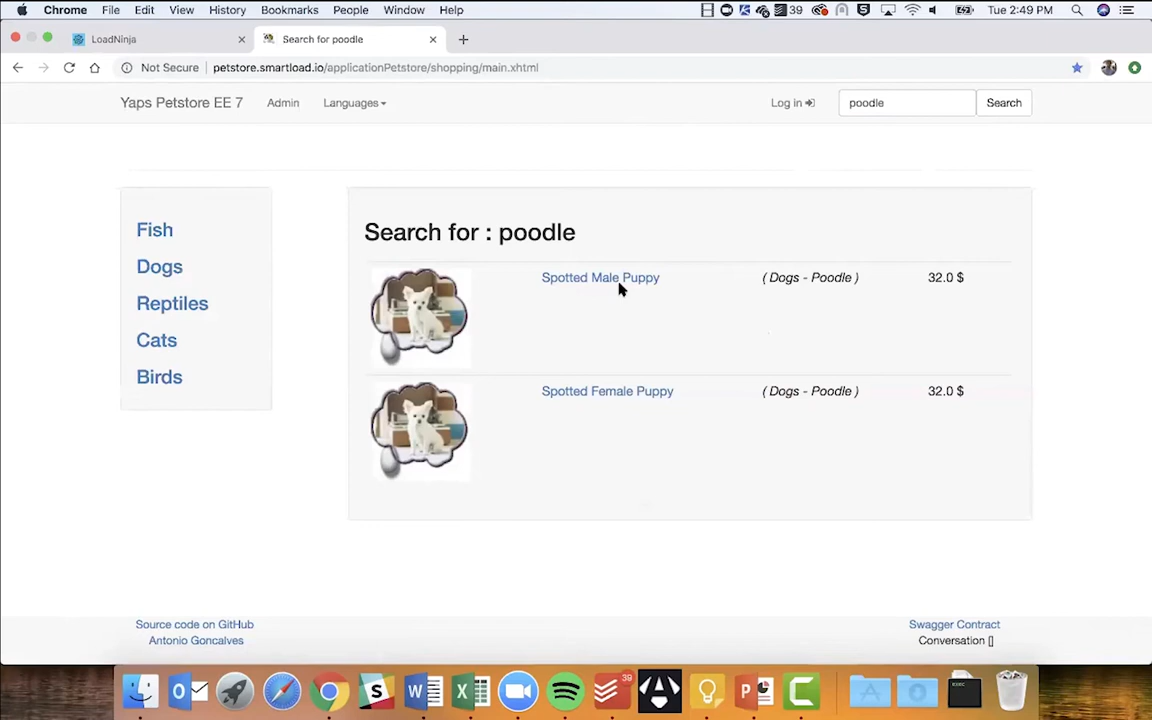 Chrome File Edit View History Bookmarks People Window Help 39 Tue 2:49 PM
LoadNinja
Search for poodle
Not Secure petstore.smartload.io/applicationPetstore/shopping/main.xhtml
Yaps Petstore EE 7 Admin Languages Log in poodle Search
Fish
Dogs
Reptiles
Cats
Birds
Search for : poodle
Spotted Male Puppy ( Dogs - Poodle ) 32.0 $
Spotted Female Puppy ( Dogs - Poodle ) 32.0 $
Source code on GitHub
Antonio Goncalves
Swagger Contract
Conversation []
39